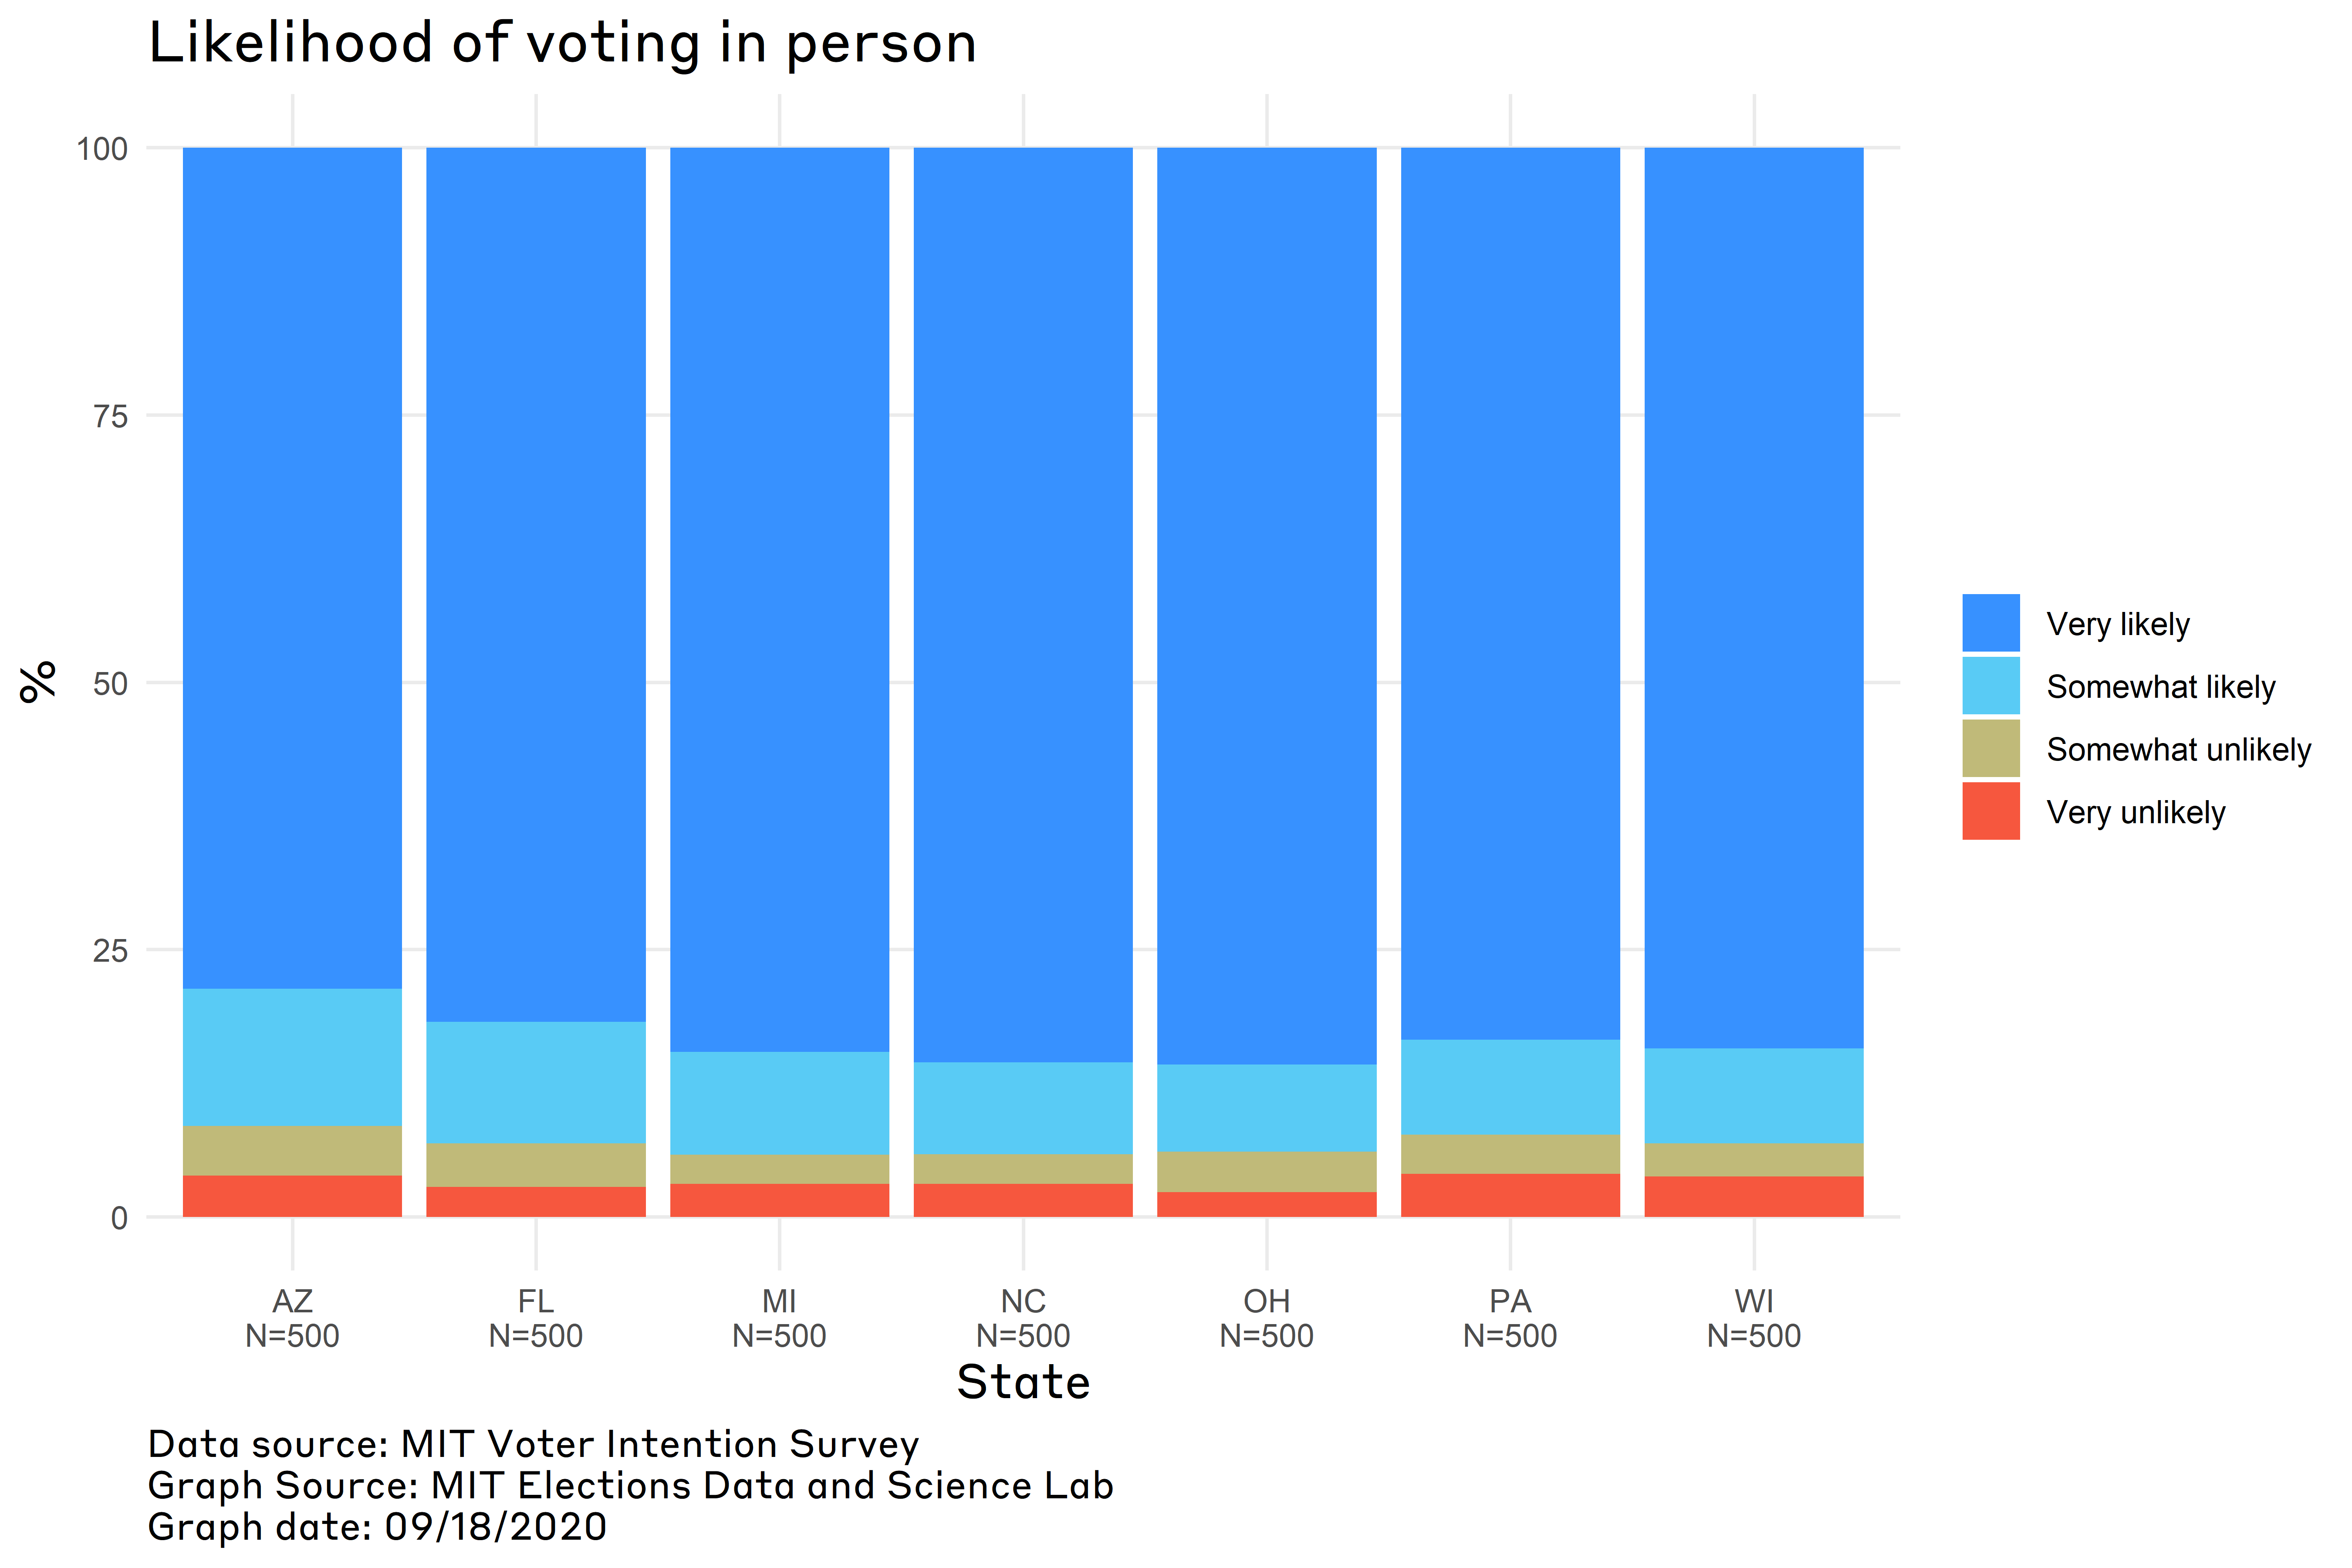 Likelihood of voting in person
100
75
50
25
0
%
AZ
N=500
FL
N=500
MI
N=500
NC
N=500
OH
N=500
PA
N=500
WI
N=500
State
Very likely
Somewhat likely
Somewhat unlikely
Very unlikely
Data source: MIT Voter Intention Survey
Graph Source: MIT Elections Data and Science Lab
Graph date: 09/18/2020